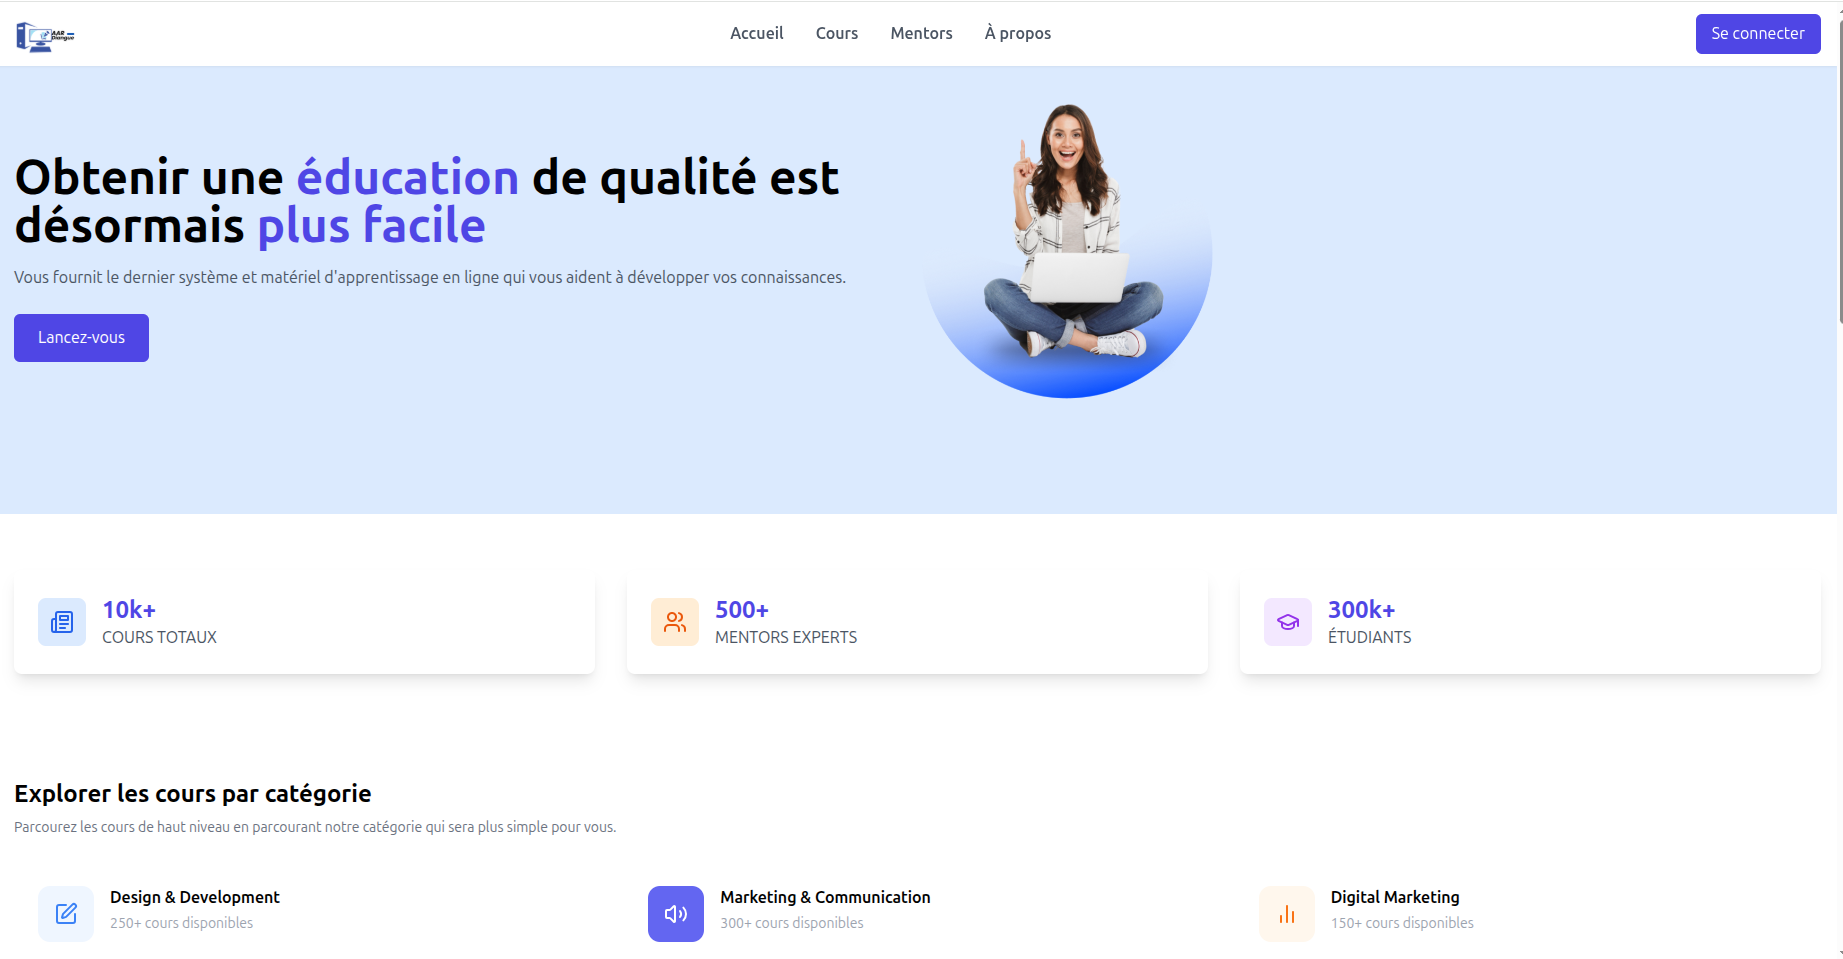 AAR
Diangue
Accueil
Cours
Mentors
À propos
Se connecter
Obtenir une éducation de qualité est
désormais plus facile
Vous fournit le dernier système et matériel d'apprentissage en ligne qui vous aident à développer vos connaissances.
Lancez-vous
10k+
COURS TOTAUX
500+
MENTORS EXPERTS
300k+
ÉTUDIANTS
Explorer les cours par catégorie
Parcourez les cours de haut niveau en parcourant notre catégorie qui sera plus simple pour vous.
Design & Development
250+ cours disponibles
Marketing & Communication
300+ cours disponibles
Digital Marketing
150+ cours disponibles